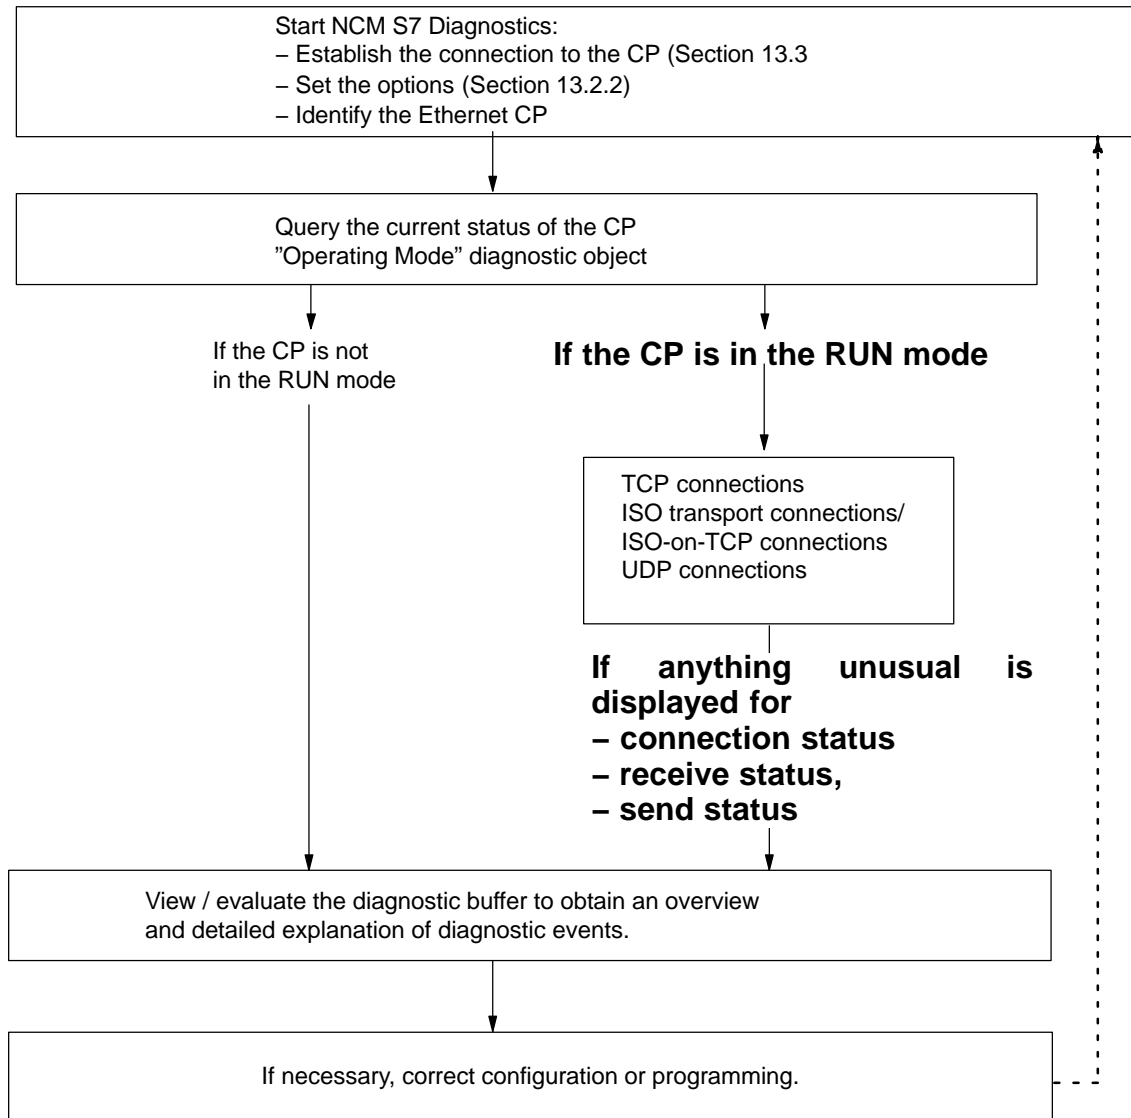 Start NCM S7 Diagnostics:
– Establish the connection to the CP (Section 13.3
– Set the options (Section 13.2.2)
– Identify the Ethernet CP
Query the current status of the CP
”Operating Mode” diagnostic object
If the CP is not
in the RUN mode
If the CP is in the RUN mode
TCP connections
ISO transport connections/
ISO-on-TCP connections
UDP connections
If anything unusual is
displayed for
– connection status
– receive status,
– send status
View / evaluate the diagnostic buffer to obtain an overview
and detailed explanation of diagnostic events.
If necessary, correct configuration or programming.